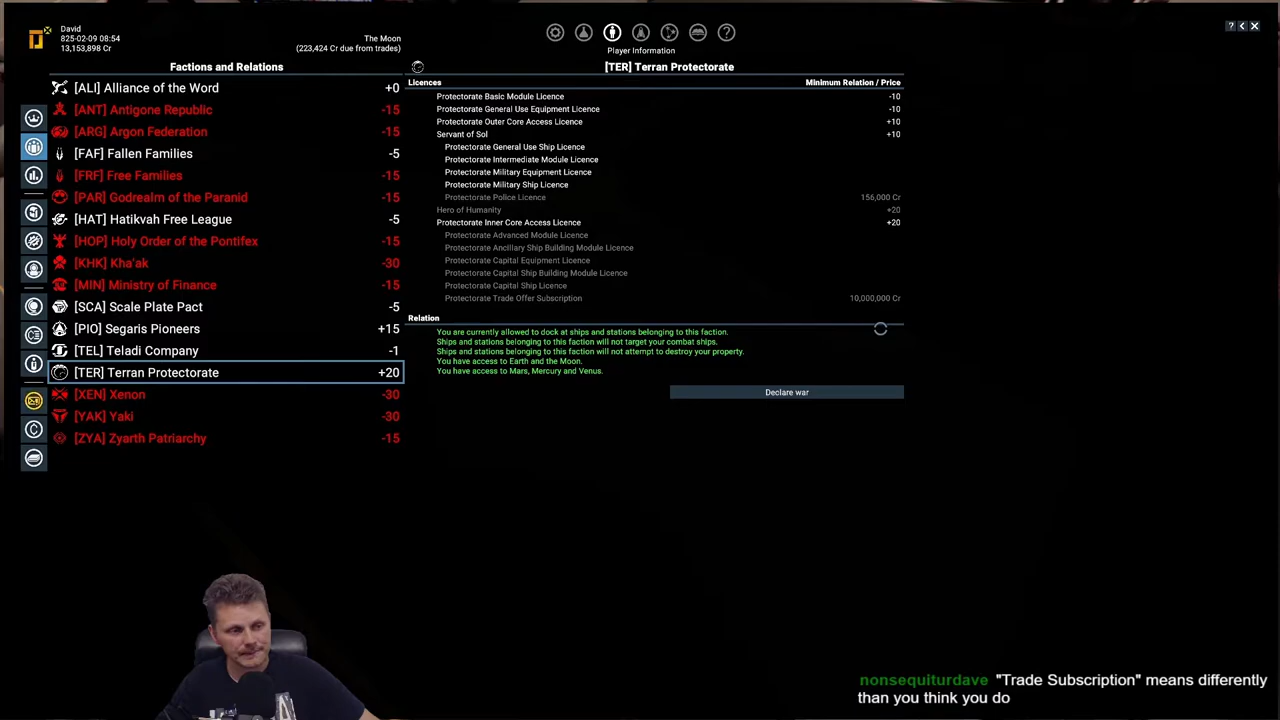 David
825-02-09 08:54
13,153,898 Cr
The Moon
(223,424 Cr due from trades)
Player Information
Factions and Relations
[ALI] Alliance of the Word +0
[ANT] Antigone Republic -15
[ARG] Argon Federation -15
[FAF] Fallen Families -5
[FRF] Free Families -15
[PAR] Godrealm of the Paranid -15
[HAT] Hatikvah Free League -5
[HOP] Holy Order of the Pontifex -15
[KHK] Kha'ak -30
[MIN] Ministry of Finance -15
[SCA] Scale Plate Pact -5
[PIO] Segaris Pioneers +15
[TEL] Teladi Company -1
[TER] Terran Protectorate +20
[XEN] Xenon -30
[YAK] Yaki -30
[ZYA] Zyarth Patriarchy -15
[TER] Terran Protectorate
Licences Minimum Relation / Price
Protectorate Basic Module Licence -10
Protectorate General Use Equipment Licence -10
Protectorate Outer Core Access Licence +10
Servant of Sol +10
Protectorate General Use Ship Licence
Protectorate Intermediate Module Licence
Protectorate Military Equipment Licence
Protectorate Military Ship Licence
Protectorate Police Licence 156,000 Cr
Hero of Humanity +20
Protectorate Inner Core Access Licence +20
Protectorate Advanced Module Licence
Protectorate Ancillary Ship Building Module Licence
Protectorate Capital Equipment Licence
Protectorate Capital Ship Building Module Licence
Protectorate Capital Ship Licence
Protectorate Trade Offer Subscription 10,000,000 Cr
Relation
You are currently allowed to dock at ships and stations belonging to this faction.
Ships and stations belonging to this faction will not target your combat ships.
Ships and stations belonging to this faction will not attempt to destroy your property.
You have access to Earth and the Moon.
You have access to Mars, Mercury and Venus.
Declare war
nonsequiturdave "Trade Subscription" means differently
than you think you do